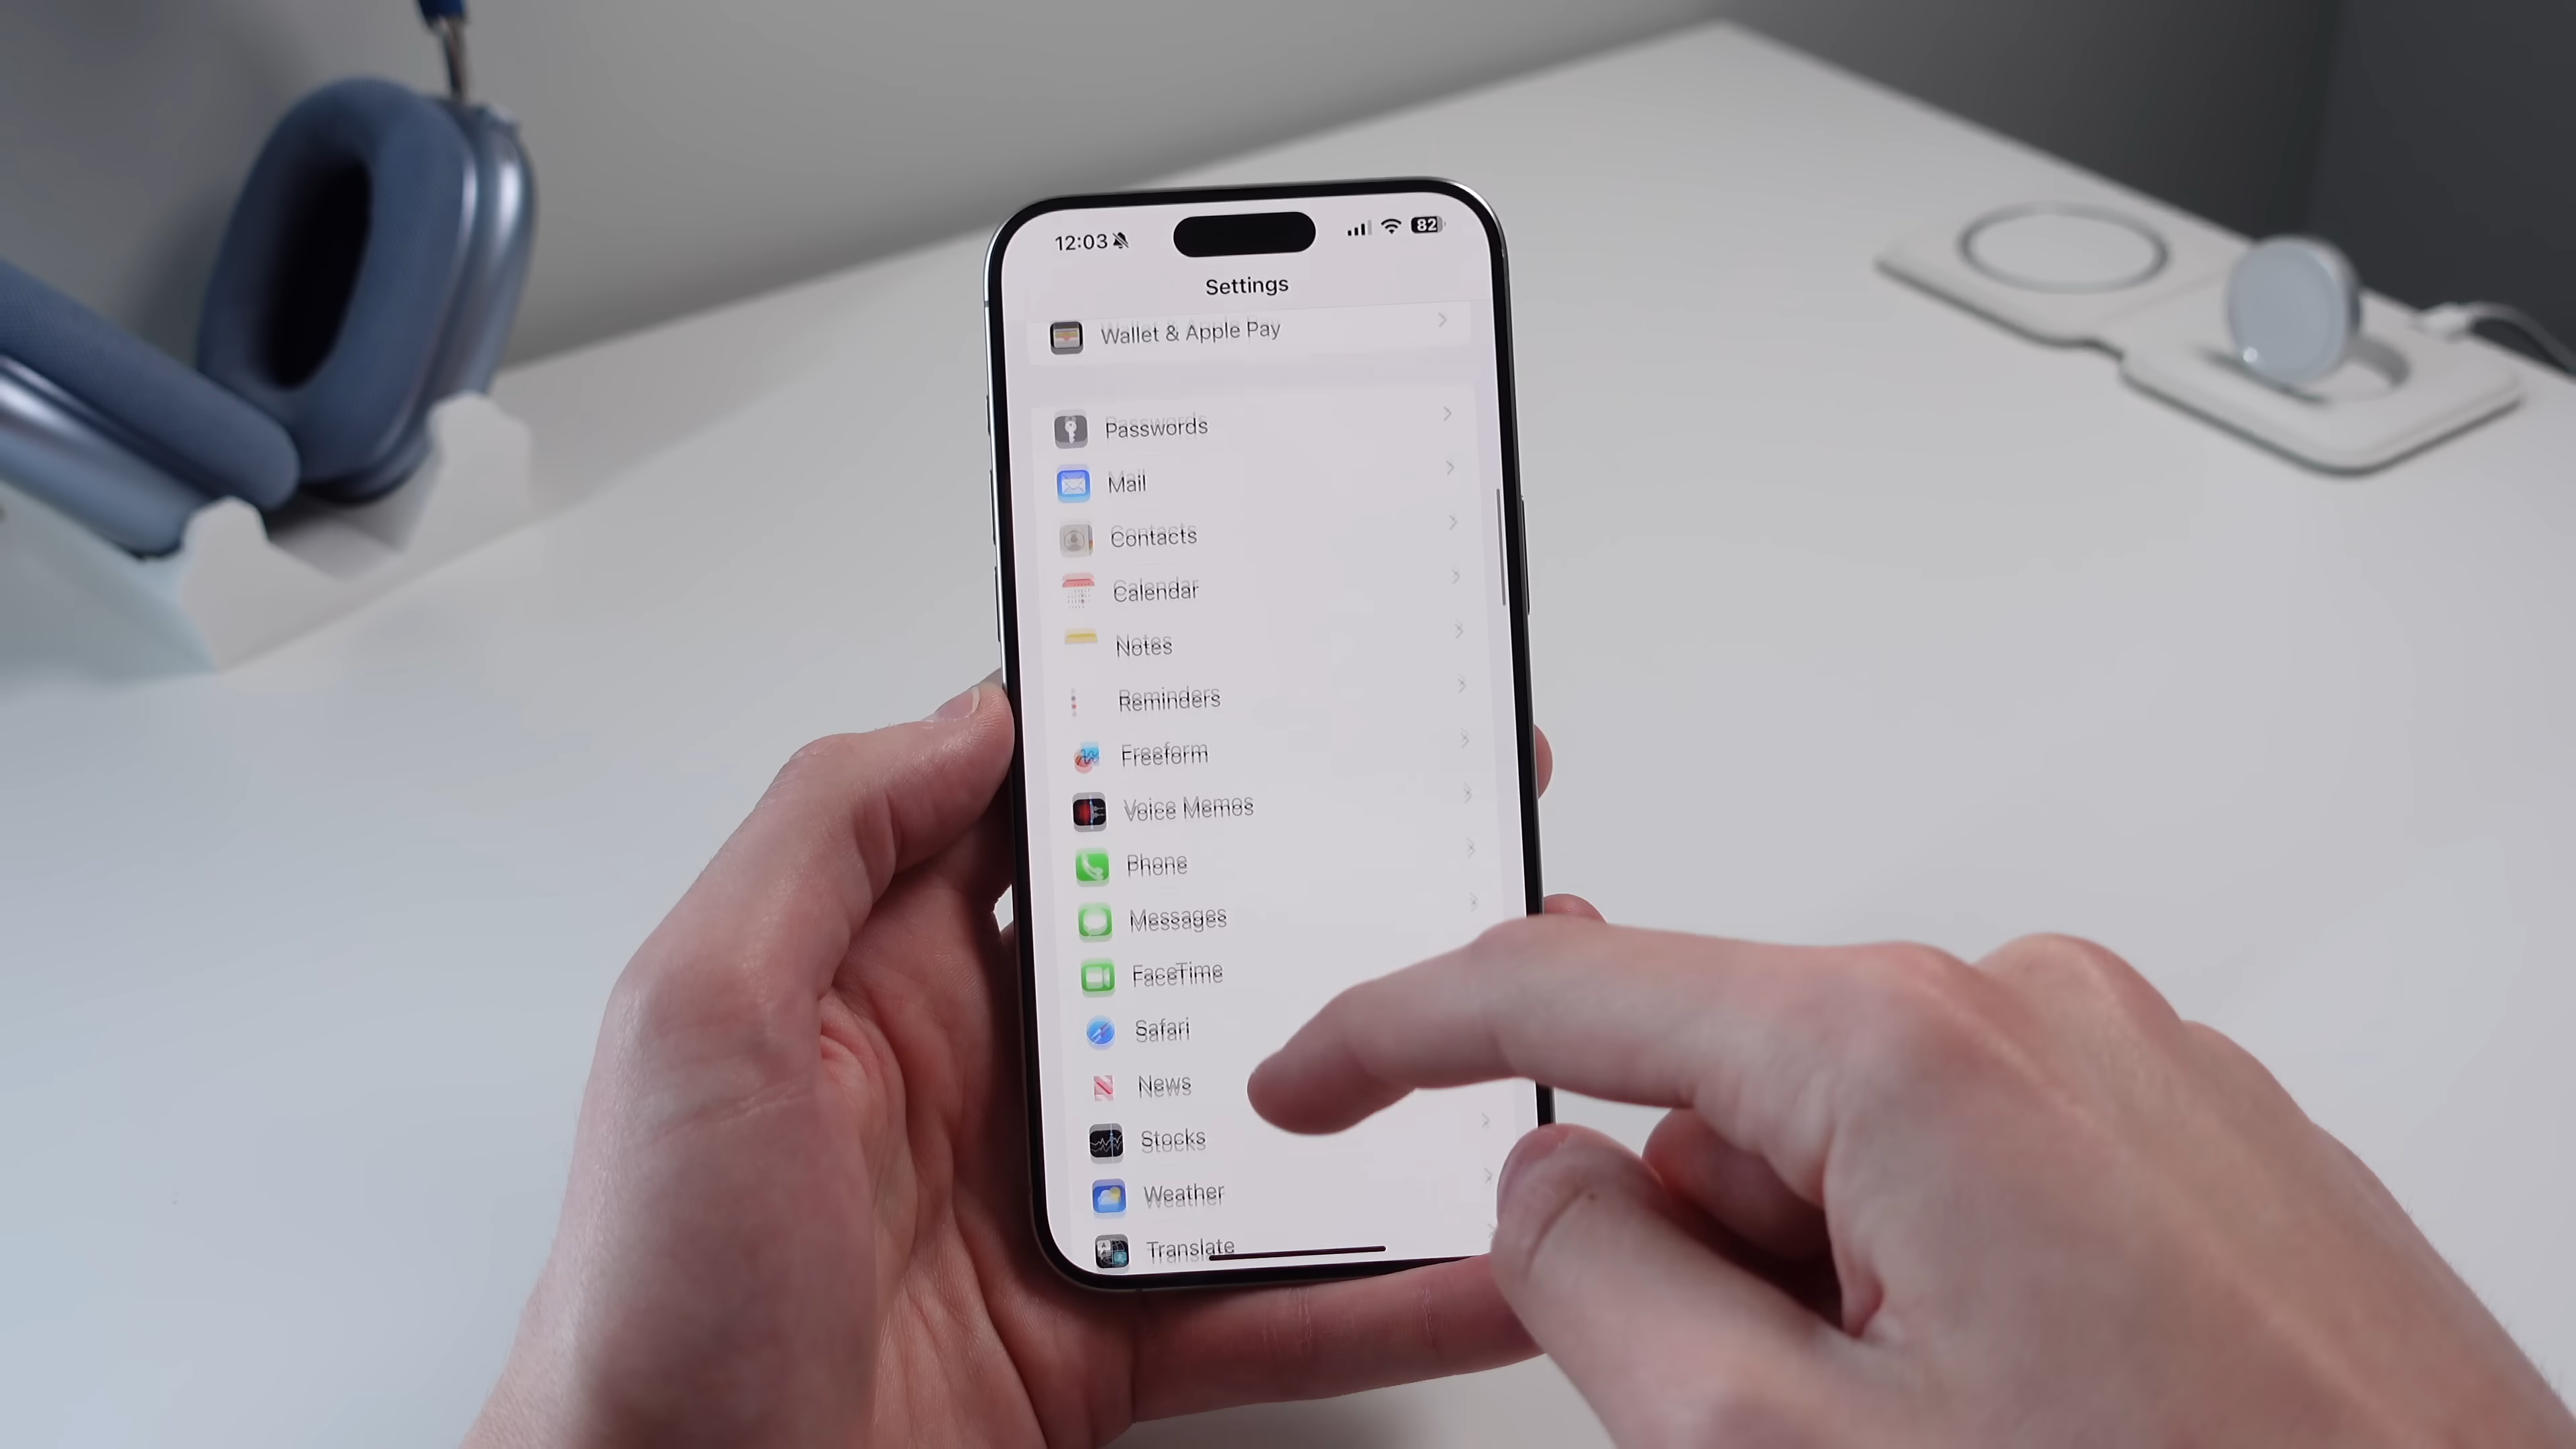 12:03
82
Settings
Wallet & Apple Pay
Passwords
Mail
Contacts
Calendar
Notes
Reminders
Freeform
Voice Memos
Phone
Messages
FaceTime
Safari
News
Stocks
Weather
Translate